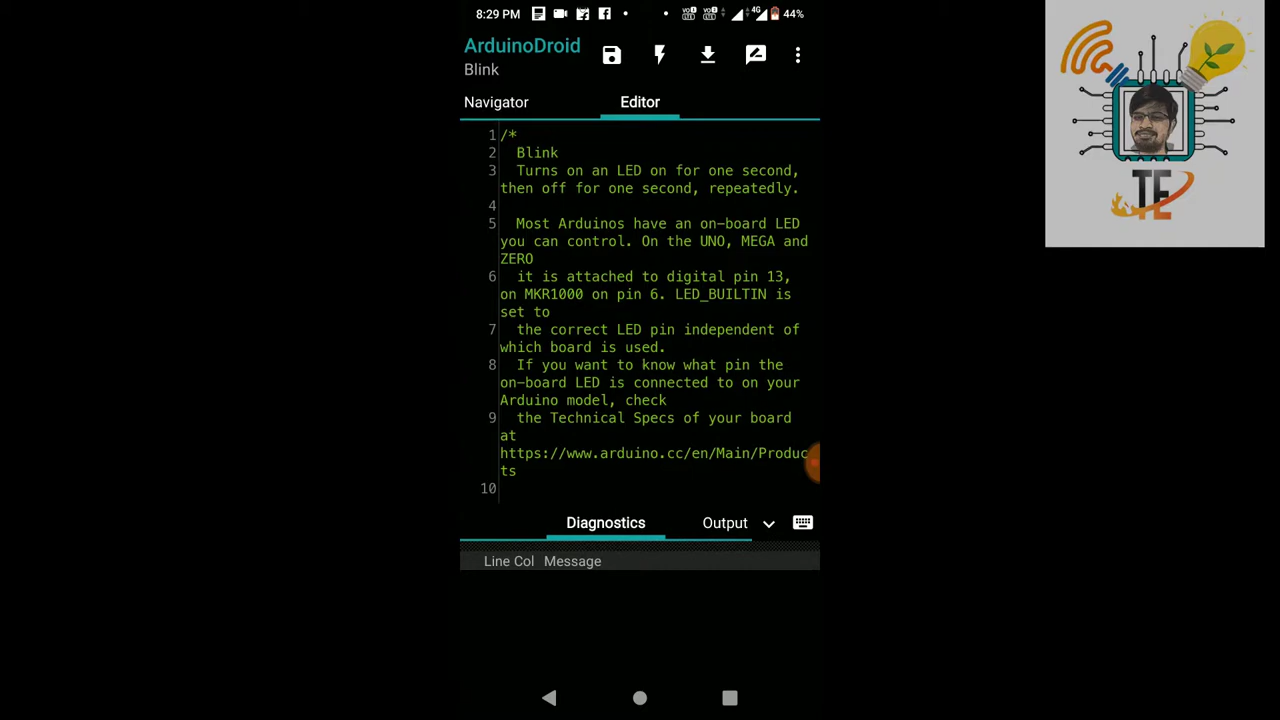 8:29 PM
4G
44%
ArduinoDroid
Blink
Navigator
Editor
1 /*
2 Blink
3 Turns on an LED on for one second,
then off for one second, repeatedly.
4
5 Most Arduinos have an on-board LED
you can control. On the UNO, MEGA and
ZERO
6 it is attached to digital pin 13,
on MKR1000 on pin 6. LED_BUILTIN is
set to
7 the correct LED pin independent of
which board is used.
8 If you want to know what pin the
on-board LED is connected to on your
Arduino model, check
9 the Technical Specs of your board
at
https://www.arduino.cc/en/Main/Produc
ts
10
Diagnostics
Output
Line Col Message
TE